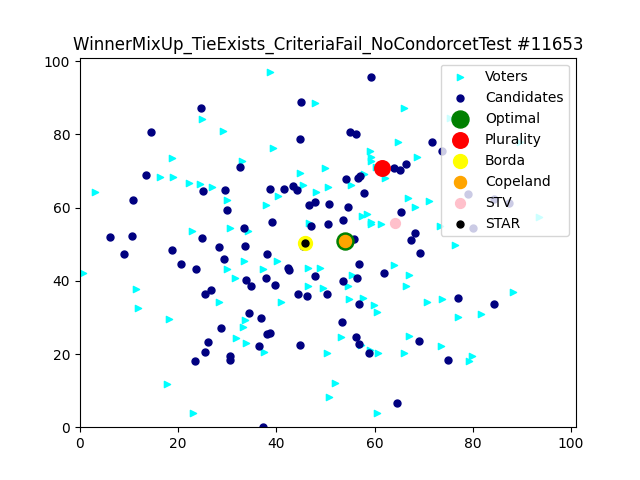 WinnerMixUp_TieExists_CriteriaFail_NoCondorcetTest #11653
100
80
60
40
20
0
0
20
40
60
80
100
Voters
Candidates
Optimal
Plurality
Borda
Copeland
STV
STAR